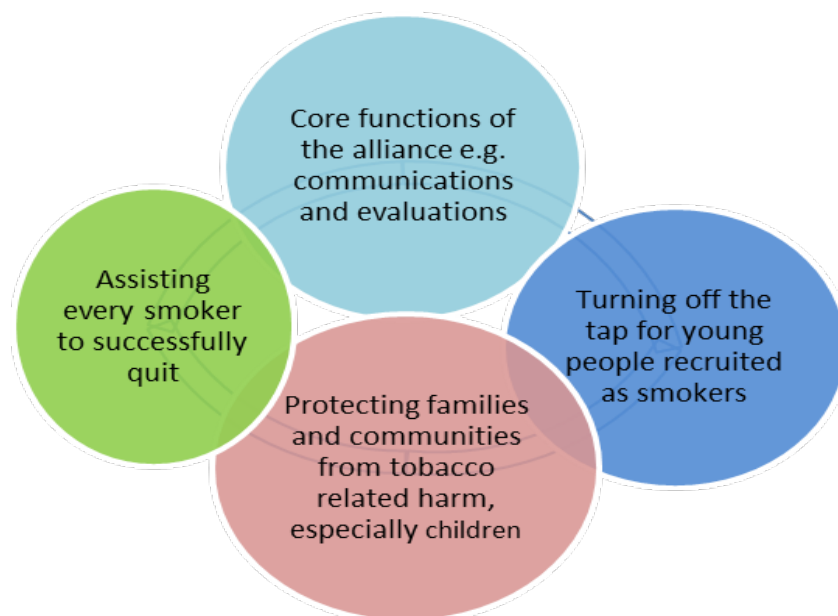 Core functions of
the alliance e.g.
communications
and evaluations
Assisting
every smoker
to successfully
quit
Turning off the
tap for young
people recruited
as smokers
Protecting families
and communities
from tobacco
related harm,
especially children